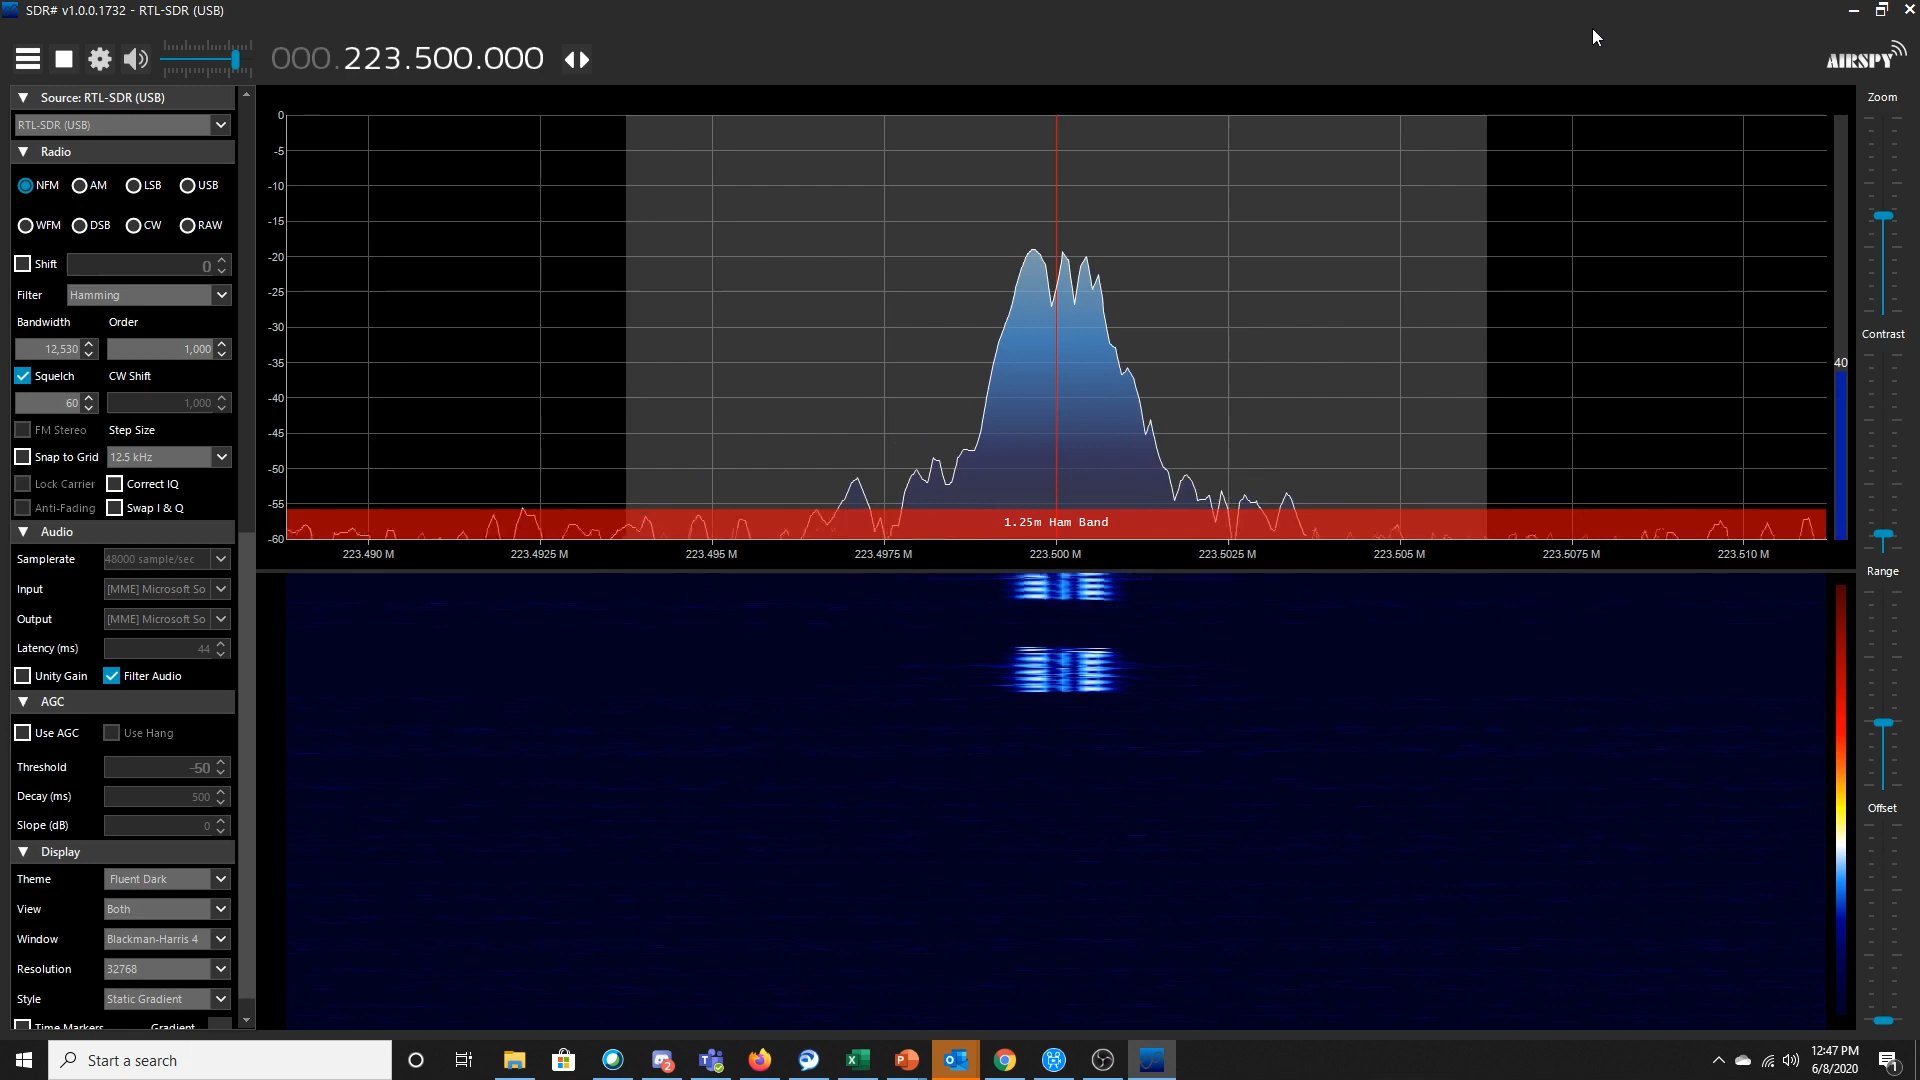 SDR# v1.0.0.1732 - RTL-SDR (USB)
000.223.500.000
AIRSPY
Source: RTL-SDR (USB)
RTL-SDR (USB)
Radio
NFM AM LSB USB
WFM DSB CW RAW
Shift 0
Filter Hamming
Bandwidth Order
12,530 1,000
Squelch CW Shift
60 1,000
FM Stereo Step Size
Snap to Grid 12.5 kHz
Lock Carrier Correct IQ
Anti-Fading Swap I & Q
Audio
Samplerate 48000 sample/sec
Input [MME] Microsoft So
Output [MME] Microsoft So
Latency (ms) 44
Unity Gain Filter Audio
AGC
Use AGC Use Hang
Threshold -50
Decay (ms) 500
Slope (dB) 0
Display
Theme Fluent Dark
View Both
Window Blackman-Harris 4
Resolution 32768
Style Static Gradient
Time Markers Gradient
0
-5
-10
-15
-20
-25
-30
-35
-40
-45
-50
-55
-60
1.25m Ham Band
223.490 M 223.4925 M 223.495 M 223.4975 M 223.500 M 223.5025 M 223.505 M 223.5075 M 223.510 M
40
Zoom
Contrast
Range
Offset
Start a search
2
12:47 PM
6/8/2020
1